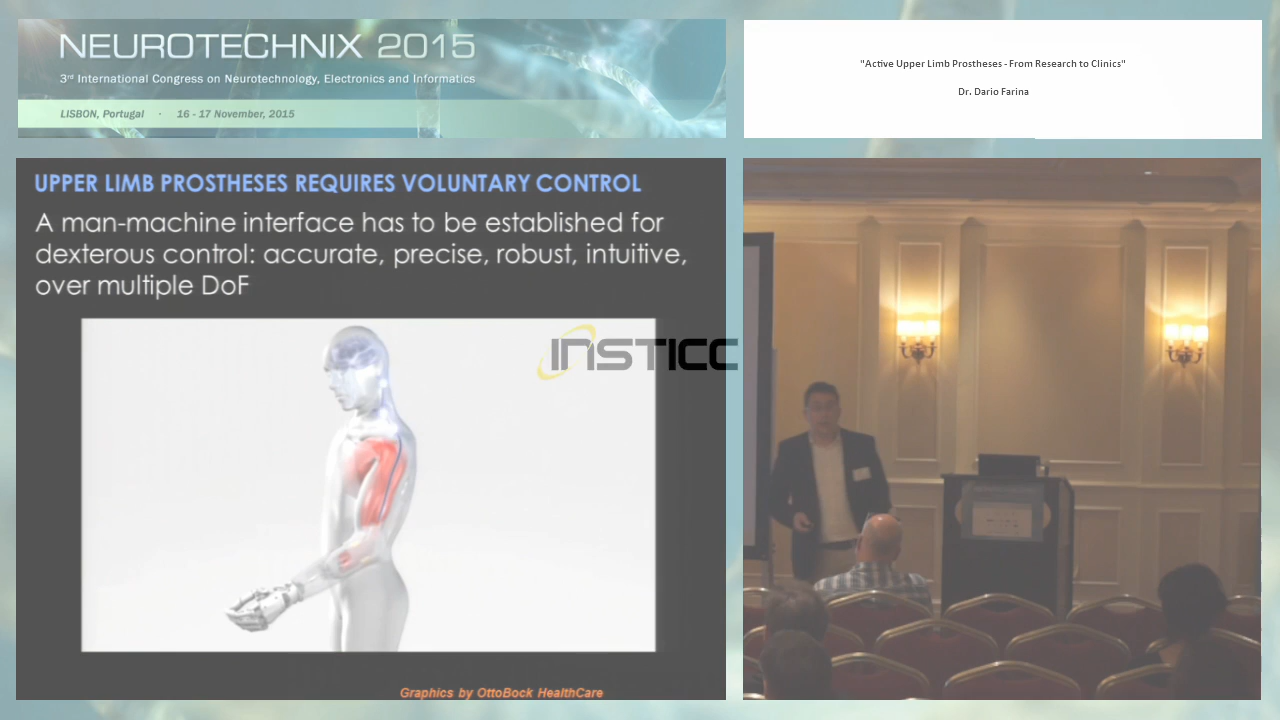 NEUROTECHNIX 2015
3rd International Congress on Neurotechnology, Electronics and Informatics
LISBON, Portugal · 16 - 17 November, 2015
"Active Upper Limb Prostheses - From Research to Clinics"
Dr. Dario Farina
UPPER LIMB PROSTHESES REQUIRES VOLUNTARY CONTROL
A man-machine interface has to be established for
dexterous control: accurate, precise, robust, intuitive,
over multiple DoF
INSTICC
Graphics by OttoBock HealthCare